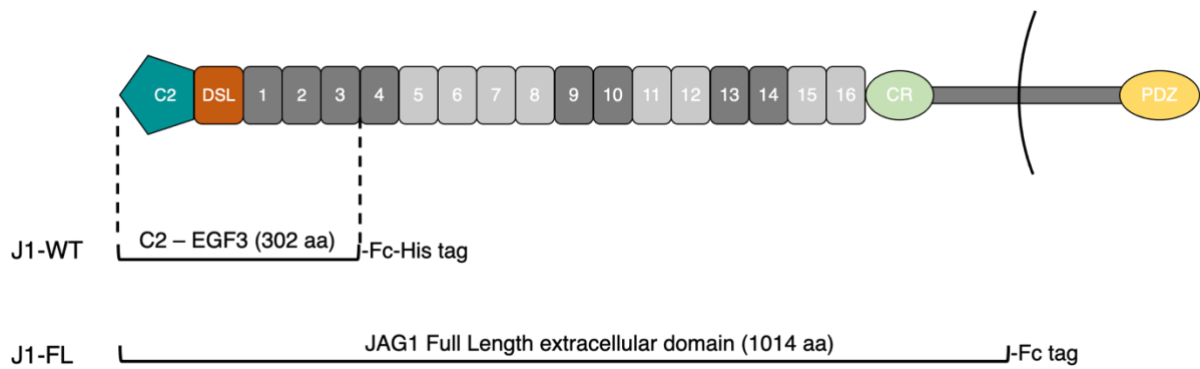 C2 DSL 1 2 3 4 5 6 7 8 9 10 11 12 13 14 15 16 CR PDZ
J1-WT C2 – EGF3 (302 aa) -Fc-His tag
J1-FL JAG1 Full Length extracellular domain (1014 aa) -Fc tag